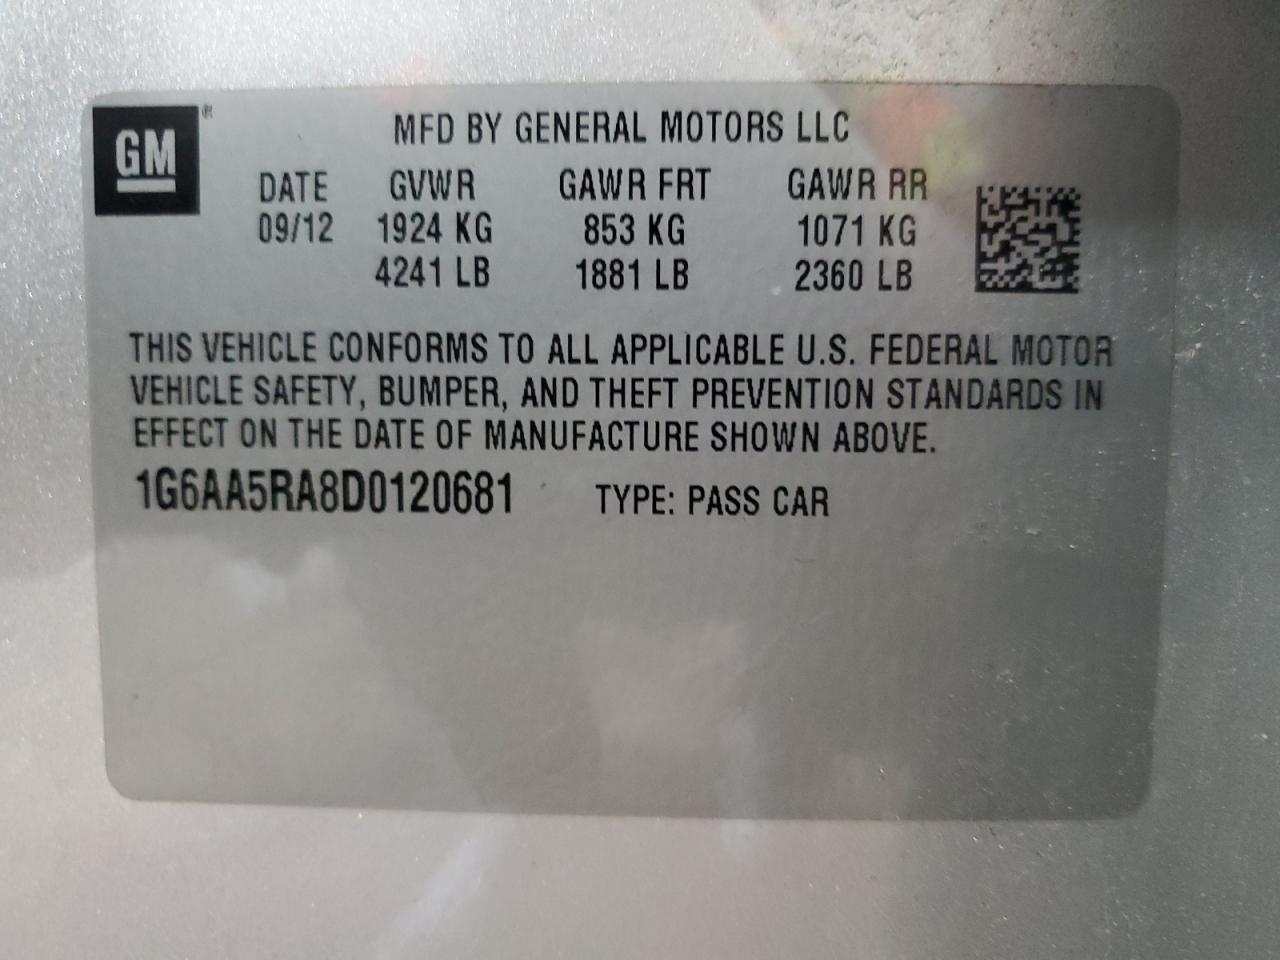 GM®
MFD BY GENERAL MOTORS LLC
DATE GVWR GAWR FRT GAWR RR
09/12 1924 KG 853 KG 1071 KG
4241 LB 1881 LB 2360 LB
THIS VEHICLE CONFORMS TO ALL APPLICABLE U.S. FEDERAL MOTOR
VEHICLE SAFETY, BUMPER, AND THEFT PREVENTION STANDARDS IN
EFFECT ON THE DATE OF MANUFACTURE SHOWN ABOVE.
1G6AA5RA8D0120681 TYPE: PASS CAR